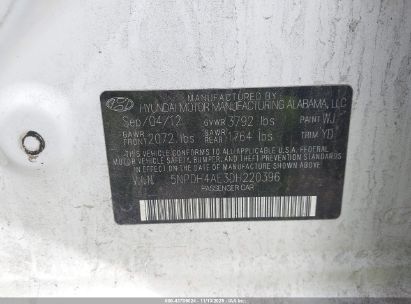 MANUFACTURED BY
HYUNDAI MOTOR MANUFACTURING ALABAMA, LLC
Sep/04/12 GVWR 3792 lbs PAINT WJ
GAWR FRONT 2072 lbs GAWR REAR 1764 lbs TRIM YD
THIS VEHICLE CONFORMS TO ALL APPLICABLE U.S. FEDERAL
MOTOR VEHICLE SAFETY, BUMPER, AND THEFT PREVENTION STANDARDS
IN EFFECT ON THE DATE OF MANUFACTURE SHOWN ABOVE.
V.I.N. 5NPDH4AE3DH220396
PASSENGER CAR